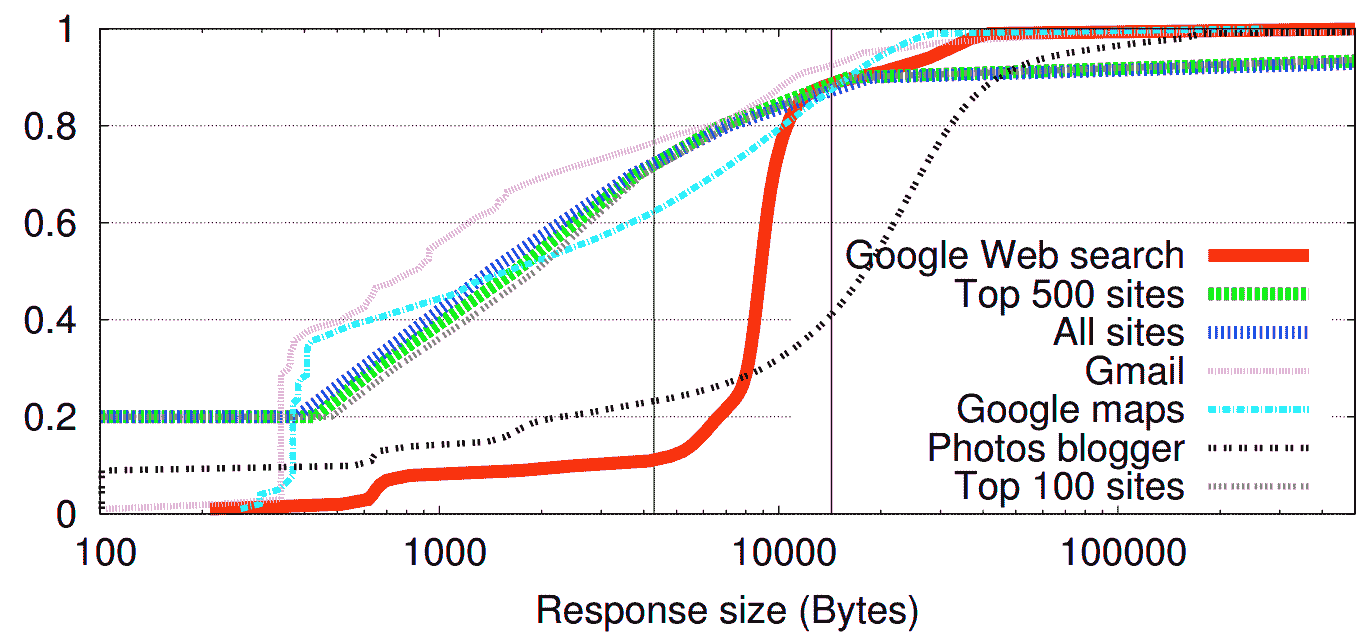 1
0.8
0.6
0.4
0.2
0
100
1000
10000
100000
Response size (Bytes)
Google Web search
Top 500 sites
All sites
Gmail
Google maps
Photos blogger
Top 100 sites